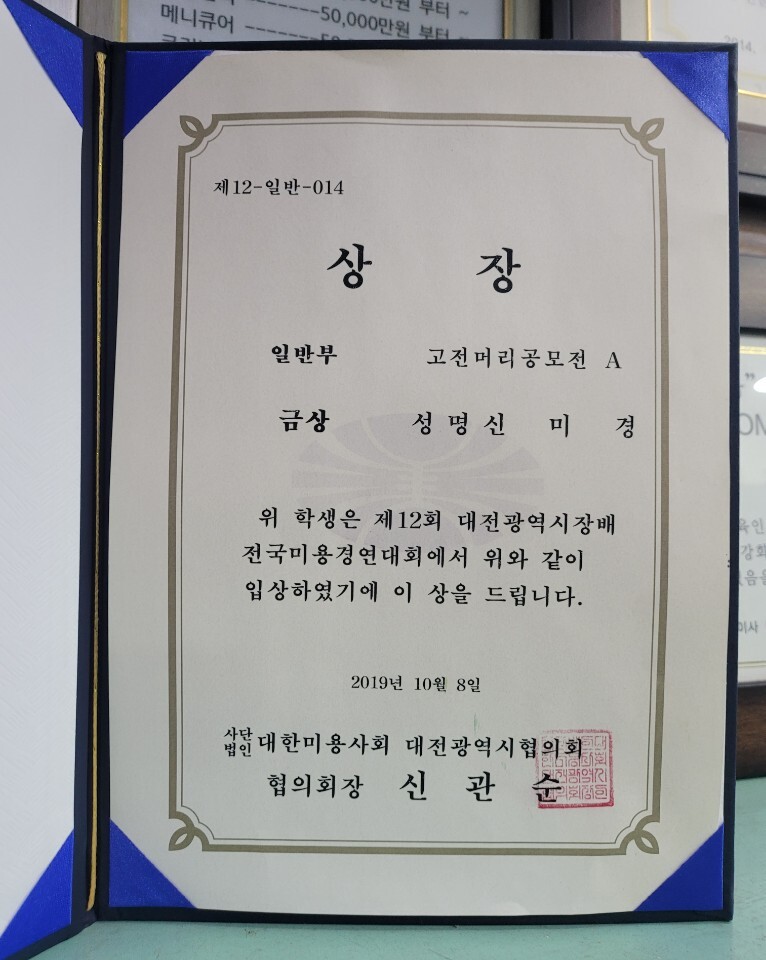 만원 부터 ~
메니큐어 -------50,000만원 부터 ~
2014.
제12-일반-014
상 장
일반부 고전머리공모전 A
금상 성 명 신 미 경
위 학생은 제12회 대전광역시장배
전국미용경연대회에서 위와 같이
입상하였기에 이 상을 드립니다.
2019년 10월 8일
사단법인 대한미용사회 대전광역시협의회
협의회장 신 관 순